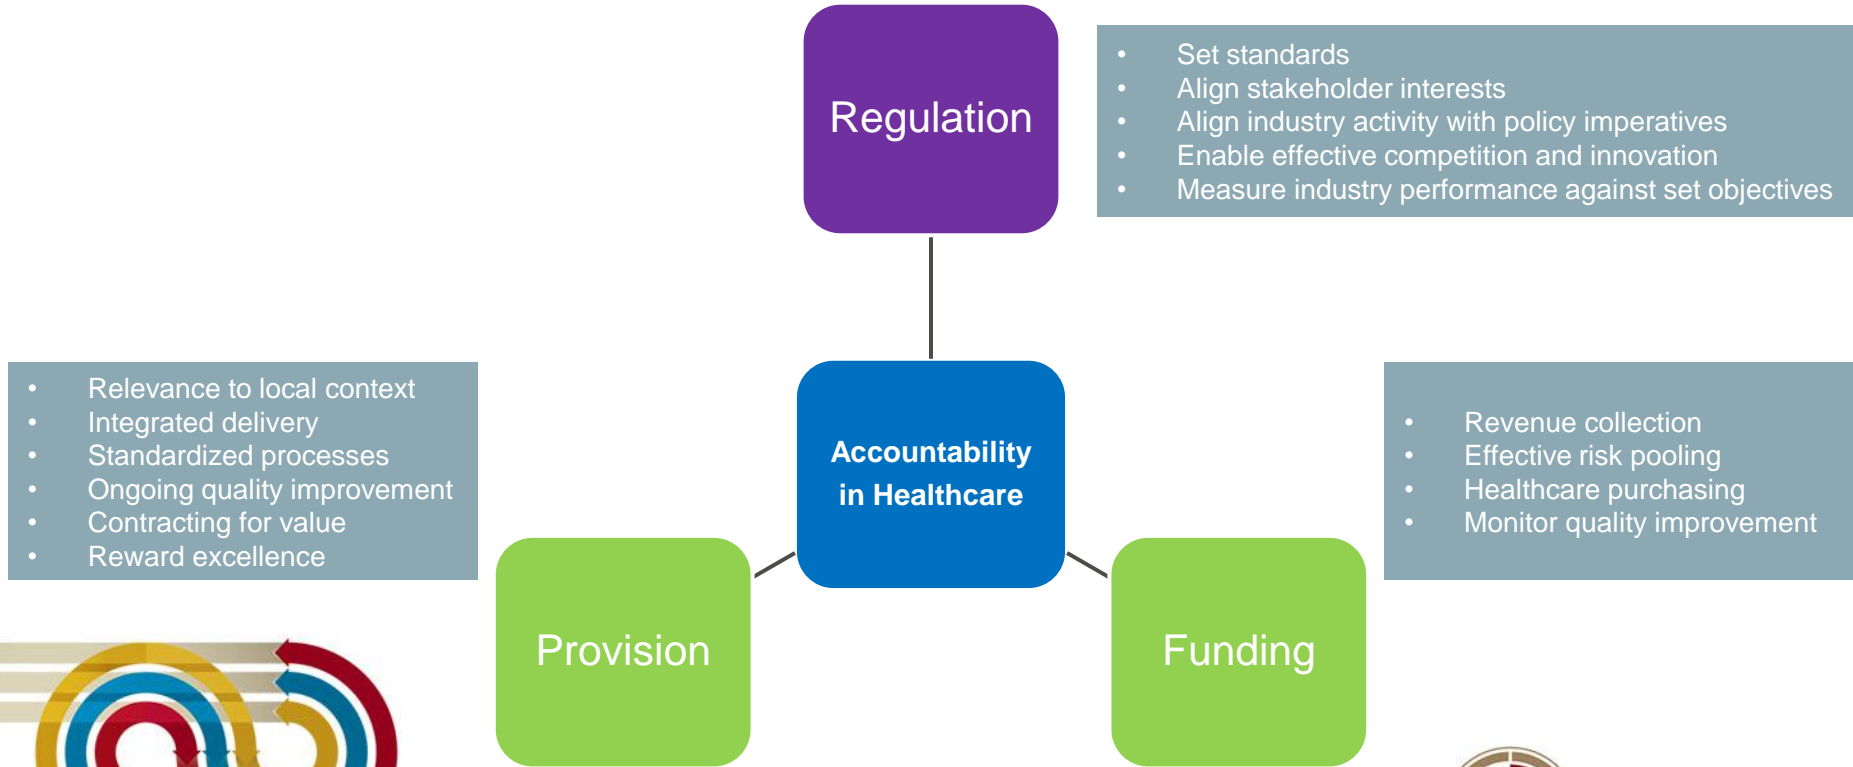 Regulation
• Set standards
• Align stakeholder interests
• Align industry activity with policy imperatives
• Enable effective competition and innovation
• Measure industry performance against set objectives
• Relevance to local context
• Integrated delivery
• Standardized processes
• Ongoing quality improvement
• Contracting for value
• Reward excellence
Accountability
in Healthcare
• Revenue collection
• Effective risk pooling
• Healthcare purchasing
• Monitor quality improvement
Provision
Funding